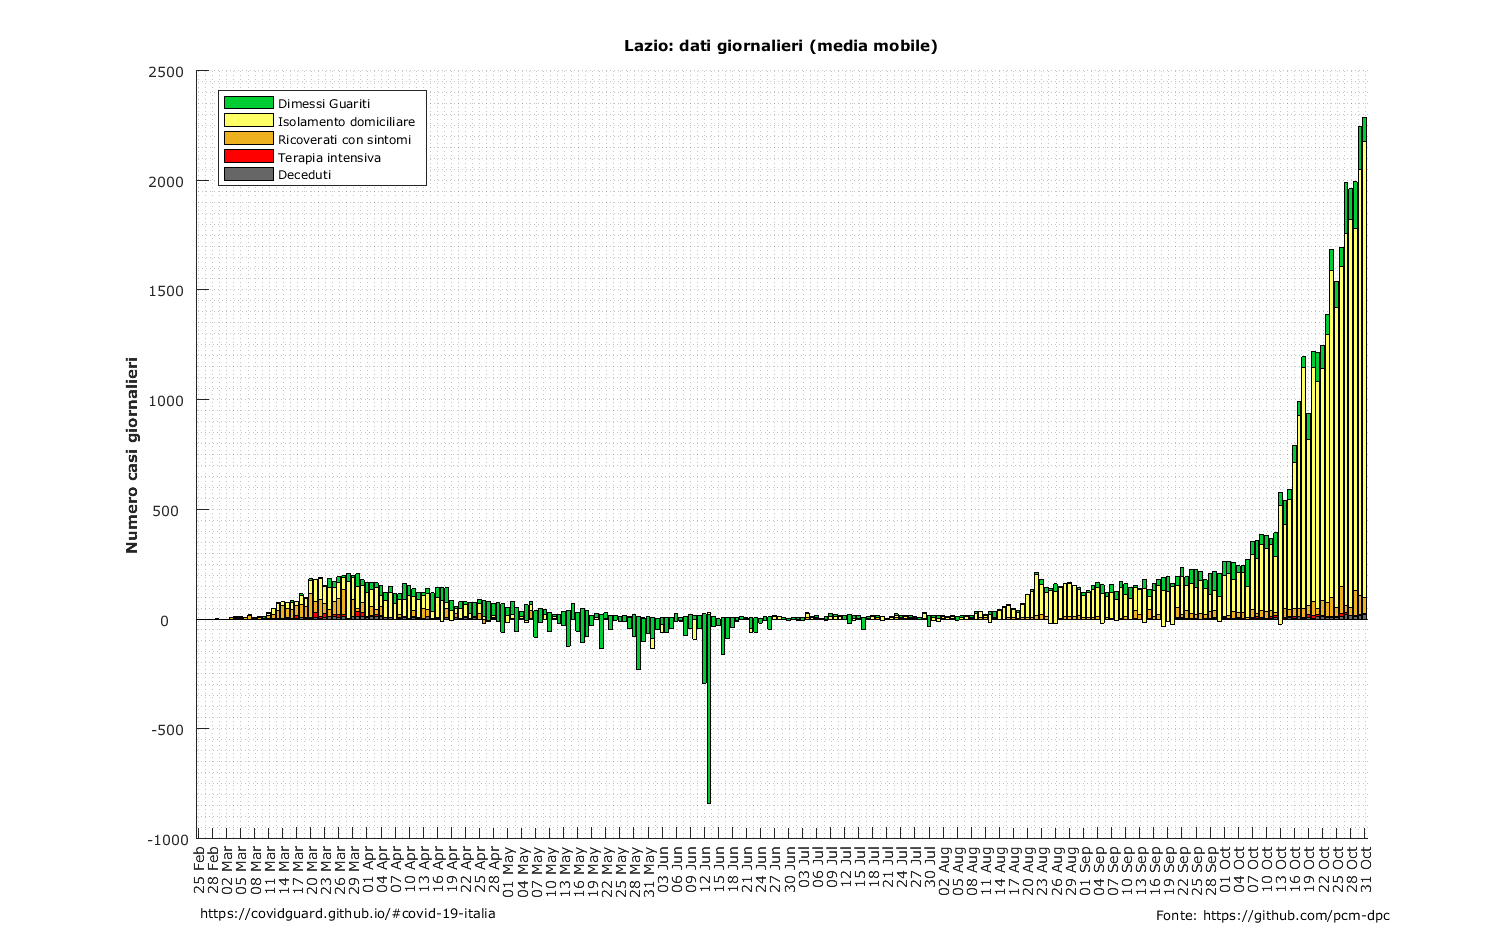 Lazio: dati giornalieri (media mobile)
Numero casi giornalieri
2500
2000
1500
1000
500
0
-500
-1000
Dimessi Guariti
Isolamento domiciliare
Ricoverati con sintomi
Terapia intensiva
Deceduti
25 Feb
28 Feb
02 Mar
05 Mar
08 Mar
11 Mar
14 Mar
17 Mar
20 Mar
23 Mar
26 Mar
29 Mar
01 Apr
04 Apr
07 Apr
10 Apr
13 Apr
16 Apr
19 Apr
22 Apr
25 Apr
28 Apr
01 May
04 May
07 May
10 May
13 May
16 May
19 May
22 May
25 May
28 May
31 May
03 Jun
06 Jun
09 Jun
12 Jun
15 Jun
18 Jun
21 Jun
24 Jun
27 Jun
30 Jun
03 Jul
06 Jul
09 Jul
12 Jul
15 Jul
18 Jul
21 Jul
24 Jul
27 Jul
30 Jul
02 Aug
05 Aug
08 Aug
11 Aug
14 Aug
17 Aug
20 Aug
23 Aug
26 Aug
29 Aug
01 Sep
04 Sep
07 Sep
10 Sep
13 Sep
16 Sep
19 Sep
22 Sep
25 Sep
28 Sep
01 Oct
04 Oct
07 Oct
10 Oct
13 Oct
16 Oct
19 Oct
22 Oct
25 Oct
28 Oct
31 Oct
https://covidguard.github.io/#covid-19-italia
Fonte: https://github.com/pcm-dpc